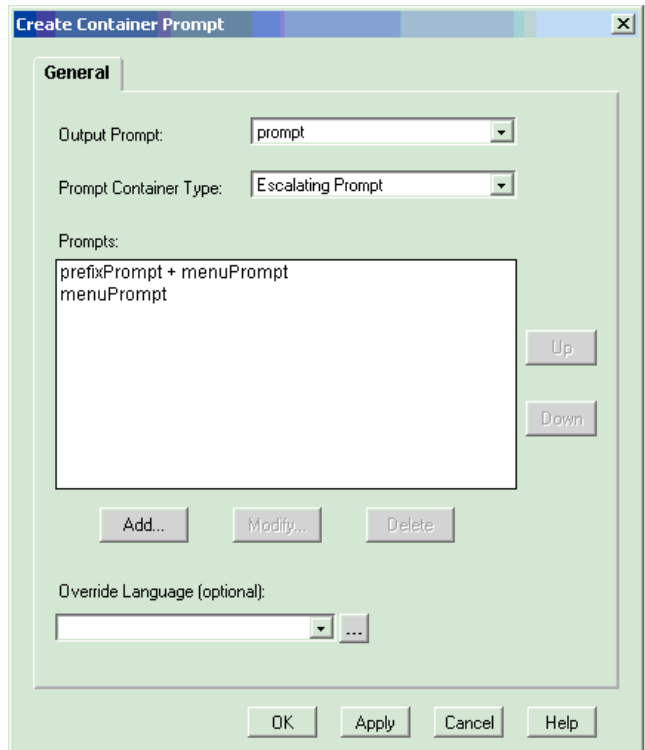 Create Container Prompt
General
Output Prompt:
prompt
Prompt Container Type:
Escalating Prompt
Prompts:
prefixPrompt + menuPrompt
menuPrompt
Up
Down
Add...
Modify...
Delete
Override Language (optional):
...
OK
Apply
Cancel
Help